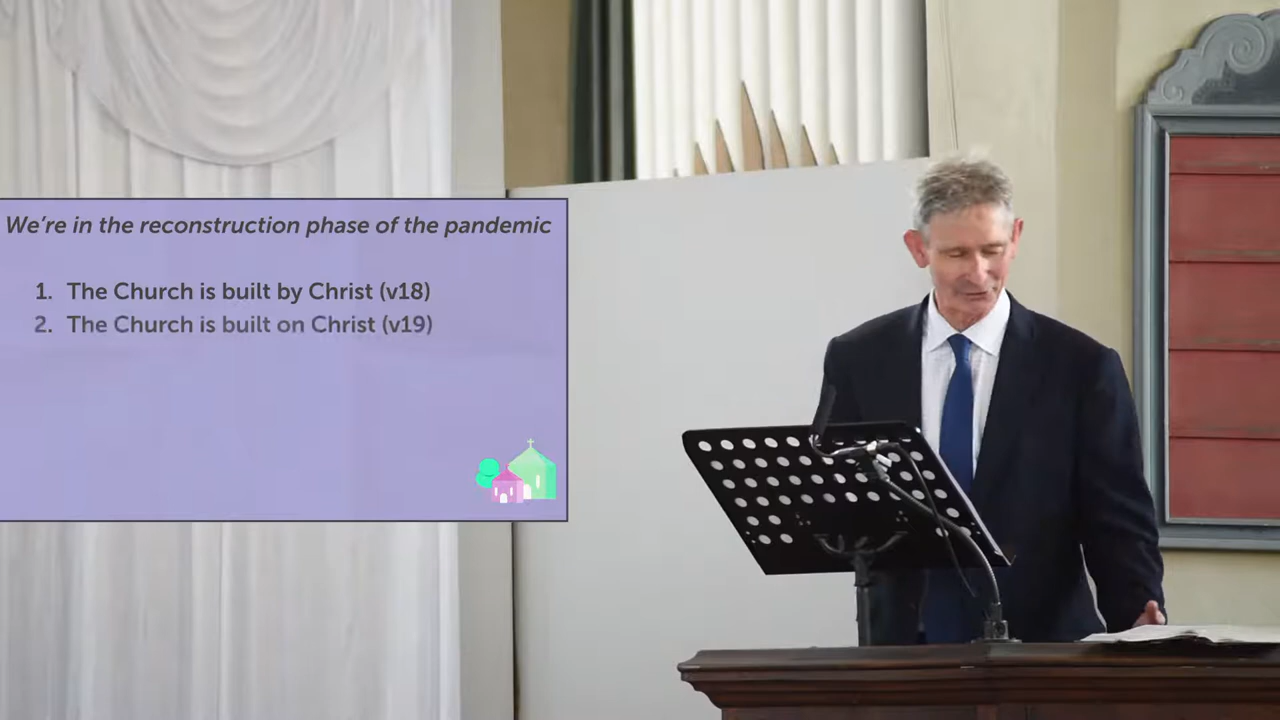 We're in the reconstruction phase of the pandemic
1. The Church is built by Christ (v18)
2. The Church is built on Christ (v19)